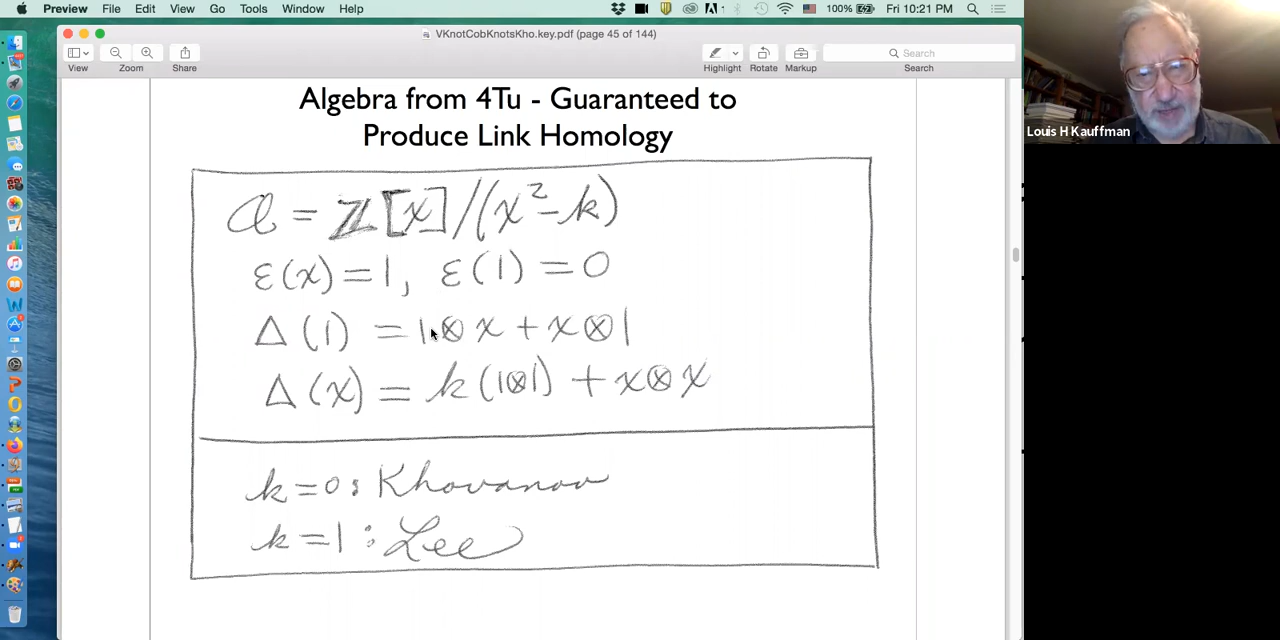 Preview File Edit View Go Tools Window Help 100% Fri 10:21 PM
VKnotCobKnotsKho.key.pdf (page 45 of 144)
View Zoom Share Highlight Rotate Markup Search
Search
Algebra from 4Tu - Guaranteed to
Produce Link Homology
𝒜 = ℤ[x]/(x²-k)
ε(x) = 1, ε(1) = 0
Δ(1) = 1⊗x + x⊗1
Δ(x) = k(1⊗1) + x⊗x
k=0: Khovanov
k=1: Lee
Louis H Kauffman